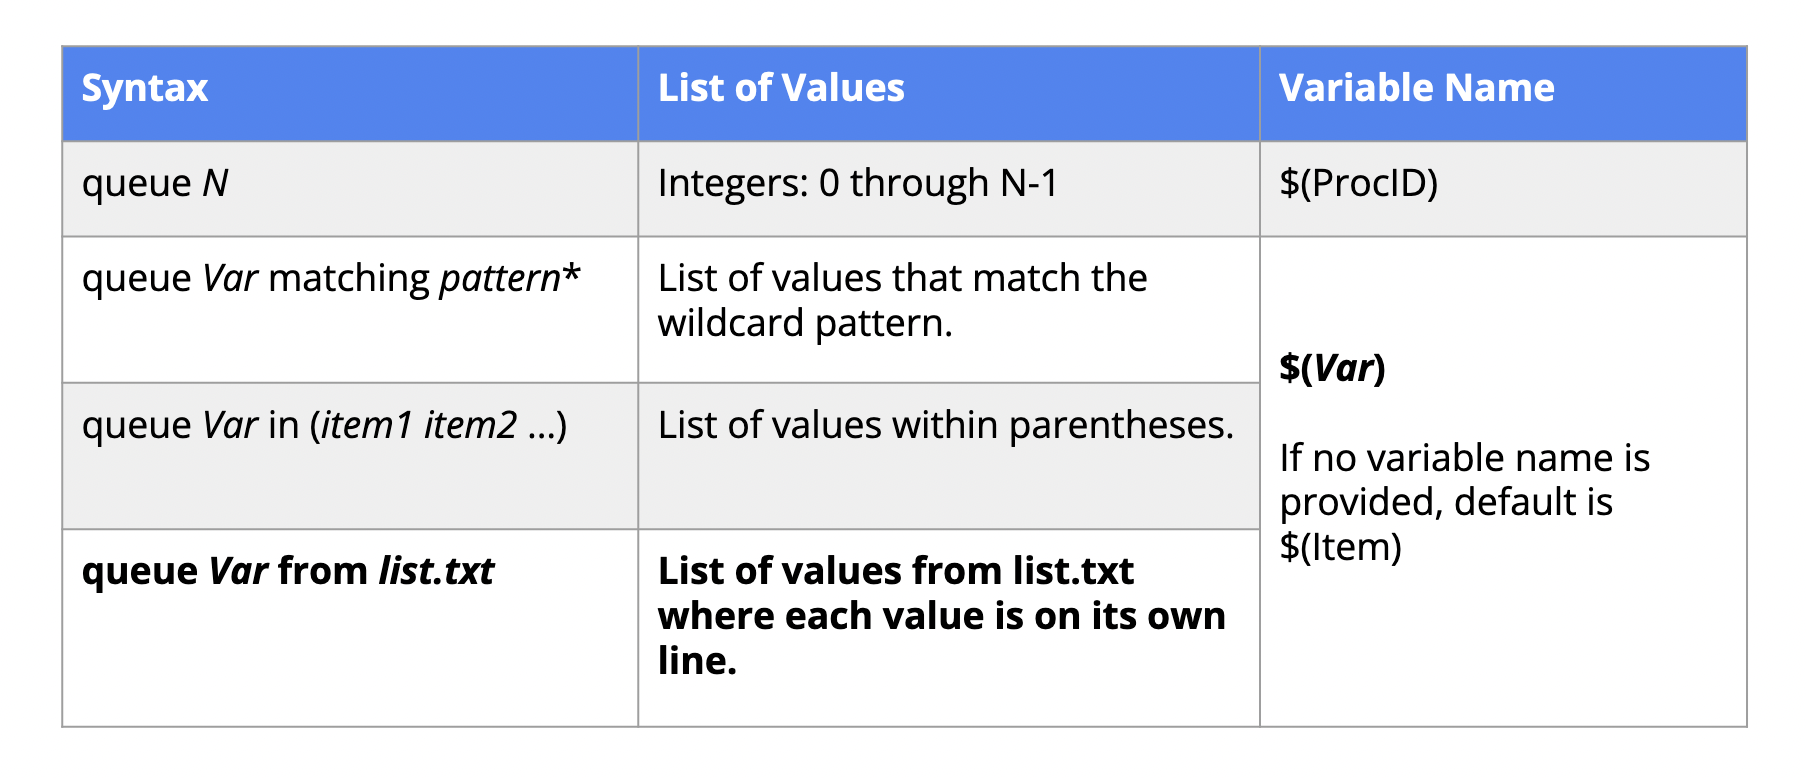 Syntax
List of Values
Variable Name
queue N
Integers: 0 through N-1
$(ProcID)
queue Var matching pattern*
List of values that match the
wildcard pattern.
$(Var)
If no variable name is
provided, default is
$(Item)
queue Var in (item1 item2 ...)
List of values within parentheses.
queue Var from list.txt
List of values from list.txt
where each value is on its own
line.